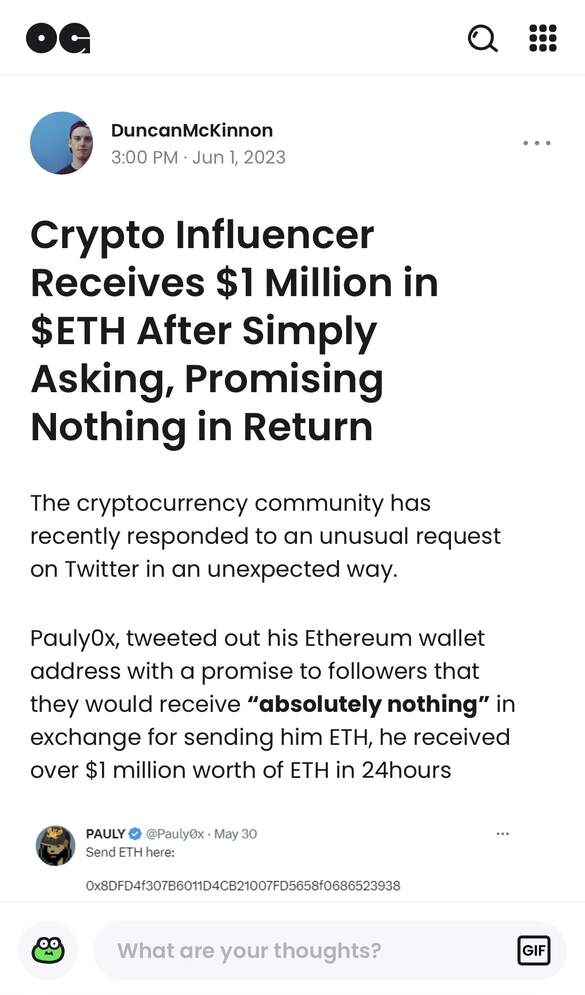 OG
DuncanMcKinnon
3:00 PM · Jun 1, 2023
Crypto Influencer
Receives $1 Million in
$ETH After Simply
Asking, Promising
Nothing in Return
The cryptocurrency community has
recently responded to an unusual request
on Twitter in an unexpected way.
Pauly0x, tweeted out his Ethereum wallet
address with a promise to followers that
they would receive “absolutely nothing” in
exchange for sending him ETH, he received
over $1 million worth of ETH in 24hours
PAULY @Pauly0x · May 30
Send ETH here:
0x8DFD4f307B6011D4CB21007FD5658f0686523938
What are your thoughts?
GIF